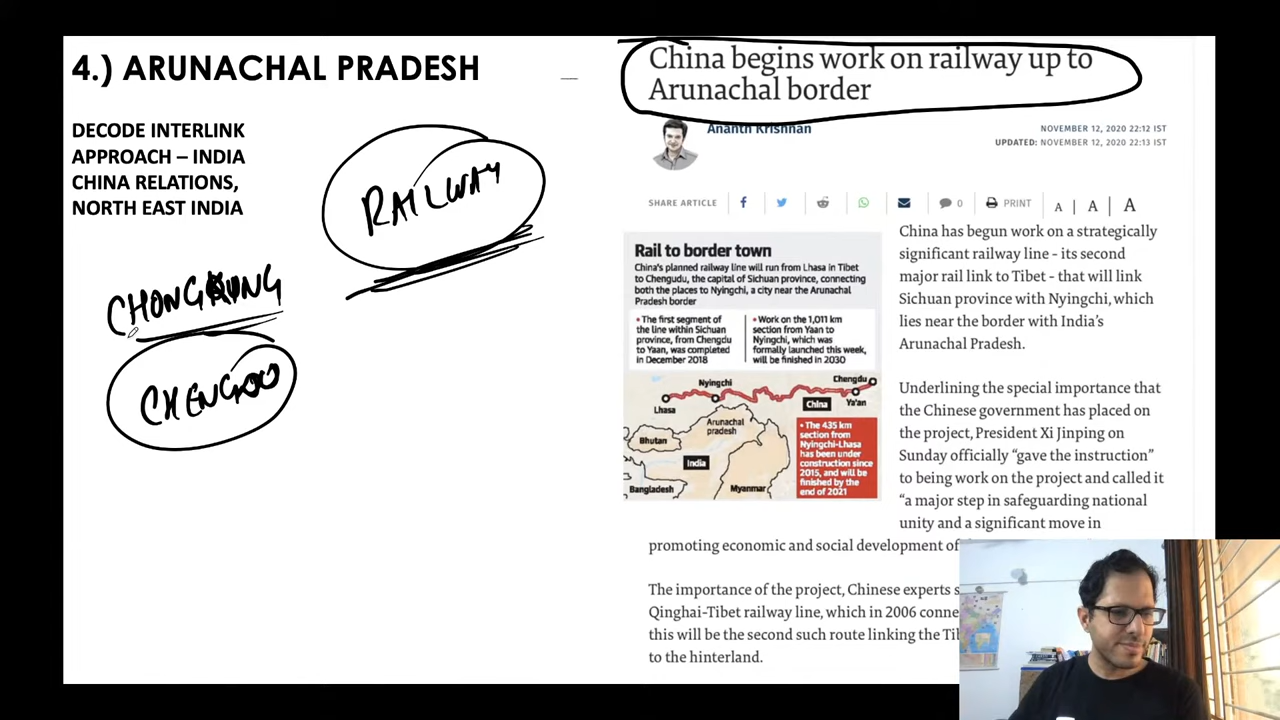 4.) ARUNACHAL PRADESH
DECODE INTERLINK
APPROACH – INDIA
CHINA RELATIONS,
NORTH EAST INDIA
RAILWAY
CHONGQING
CHENGDU
China begins work on railway up to
Arunachal border
Ananth Krishnan
NOVEMBER 12, 2020 22:12 IST
UPDATED: NOVEMBER 12, 2020 22:13 IST
SHARE ARTICLE
0
PRINT
A | A | A
Rail to border town
China's planned railway line will run from Lhasa in Tibet
to Chengudu, the capital of Sichuan province, connecting
both the places to Nyingchi, a city near the Arunachal
Pradesh border
• The first segment of
the line within Sichuan
province, from Chengdu
to Yaan, was completed
in December 2018
• Work on the 1,011 km
section from Yaan to
Nyingchi, which was
formally launched this week,
will be finished in 2030
Nyingchi
Chengdu
Lhasa
China
Ya'an
Arunachal
pradesh
Bhutan
India
Bangladesh
Myanmar
• The 435 km
section from
Nyingchi-Lhasa
has been under
construction since
2015, and will be
finished by the
end of 2021
China has begun work on a strategically
significant railway line - its second
major rail link to Tibet - that will link
Sichuan province with Nyingchi, which
lies near the border with India's
Arunachal Pradesh.
Underlining the special importance that
the Chinese government has placed on
the project, President Xi Jinping on
Sunday officially “gave the instruction”
to being work on the project and called it
“a major step in safeguarding national
unity and a significant move in
promoting economic and social development of
The importance of the project, Chinese experts
Qinghai-Tibet railway line, which in 2006
this will be the second such route linking the
to the hinterland.